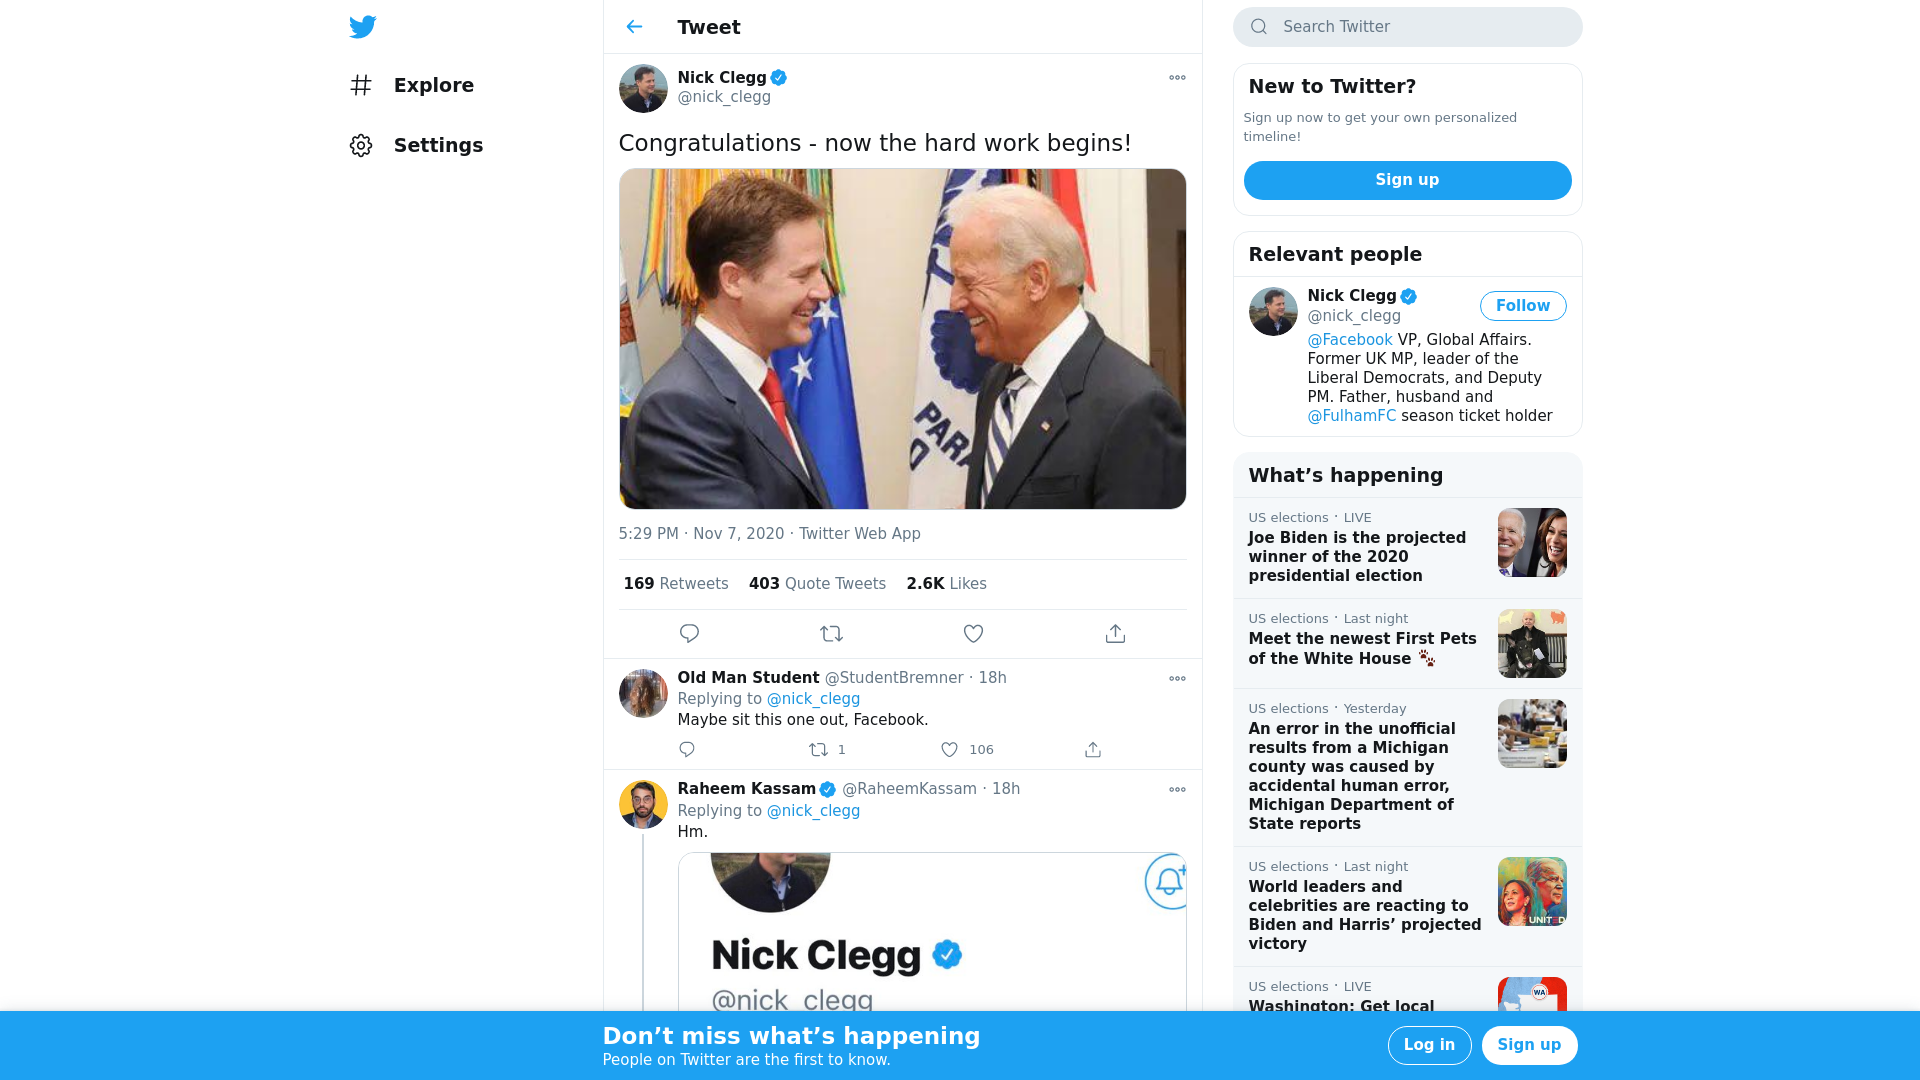 Explore
Settings
Tweet
Nick Clegg
@nick_clegg
Congratulations - now the hard work begins!
PARA
5:29 PM · Nov 7, 2020 · Twitter Web App
169 Retweets 403 Quote Tweets 2.6K Likes
Old Man Student @StudentBremner · 18h
Replying to @nick_clegg
Maybe sit this one out, Facebook.
1 106
Raheem Kassam @RaheemKassam · 18h
Replying to @nick_clegg
Hm.
Nick Clegg
@nick_clegg
Search Twitter
New to Twitter?
Sign up now to get your own personalized
timeline!
Sign up
Relevant people
Nick Clegg
@nick_clegg
Follow
@Facebook VP, Global Affairs.
Former UK MP, leader of the
Liberal Democrats, and Deputy
PM. Father, husband and
@FulhamFC season ticket holder
What’s happening
US elections · LIVE
Joe Biden is the projected
winner of the 2020
presidential election
US elections · Last night
Meet the newest First Pets
of the White House 🐾
US elections · Yesterday
An error in the unofficial
results from a Michigan
county was caused by
accidental human error,
Michigan Department of
State reports
US elections · Last night
World leaders and
celebrities are reacting to
Biden and Harris’ projected
victory
UNITED
US elections · LIVE
Washington: Get local
WA
Don’t miss what’s happening
People on Twitter are the first to know.
Log in
Sign up